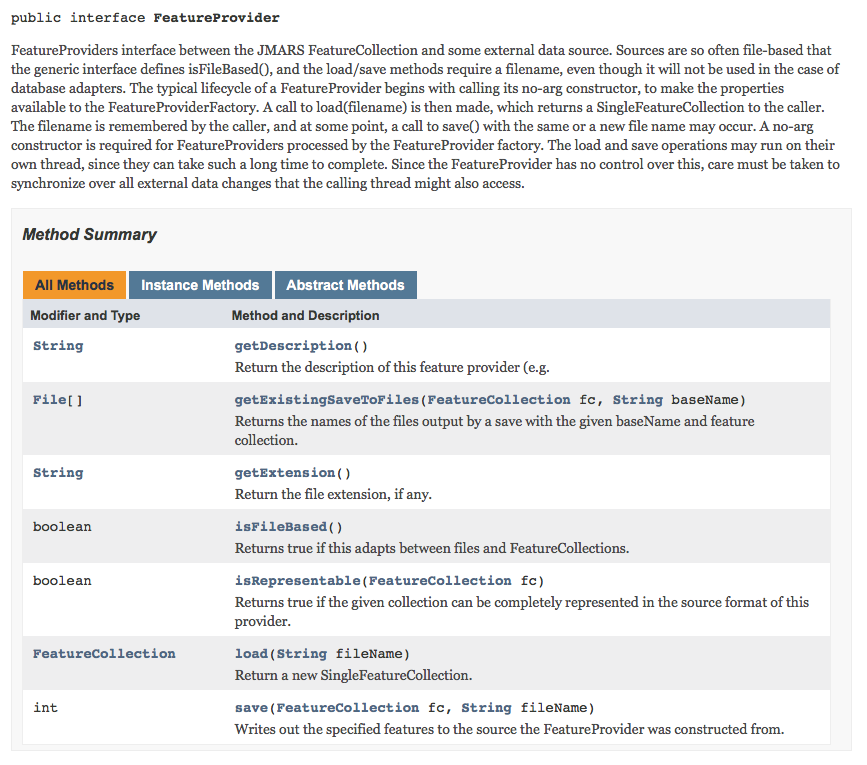 public interface FeatureProvider
FeatureProviders interface between the JMARS FeatureCollection and some external data source. Sources are so often file-based that
the generic interface defines isFileBased(), and the load/save methods require a filename, even though it will not be used in the case of
database adapters. The typical lifecycle of a FeatureProvider begins with calling its no-arg constructor, to make the properties
available to the FeatureProviderFactory. A call to load(filename) is then made, which returns a SingleFeatureCollection to the caller.
The filename is remembered by the caller, and at some point, a call to save() with the same or a new file name may occur. A no-arg
constructor is required for FeatureProviders processed by the FeatureProvider factory. The load and save operations may run on their
own thread, since they can take such a long time to complete. Since the FeatureProvider has no control over this, care must be taken to
synchronize over all external data changes that the calling thread might also access.
Method Summary
All Methods Instance Methods Abstract Methods
Modifier and Type Method and Description
String getDescription()
Return the description of this feature provider (e.g.
File[] getExistingSaveToFiles(FeatureCollection fc, String baseName)
Returns the names of the files output by a save with the given baseName and feature
collection.
String getExtension()
Return the file extension, if any.
boolean isFileBased()
Returns true if this adapts between files and FeatureCollections.
boolean isRepresentable(FeatureCollection fc)
Returns true if the given collection can be completely represented in the source format of this
provider.
FeatureCollection load(String fileName)
Return a new SingleFeatureCollection.
int save(FeatureCollection fc, String fileName)
Writes out the specified features to the source the FeatureProvider was constructed from.